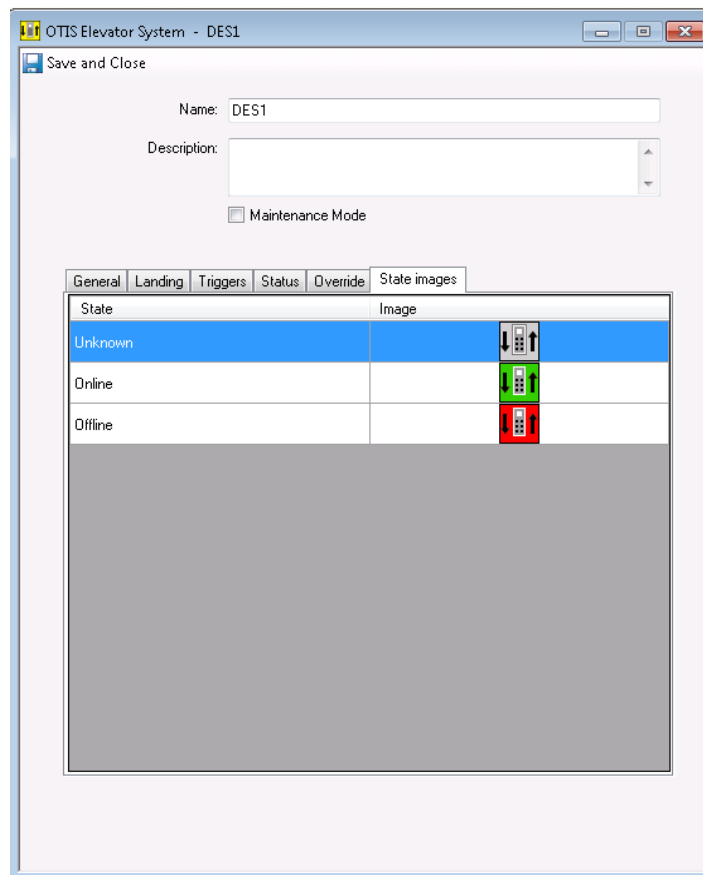 OTIS Elevator System - DES1
Save and Close
Name: DES1
Description:
Maintenance Mode
General Landing Triggers Status Override State images
State Image
Unknown
Online
Offline